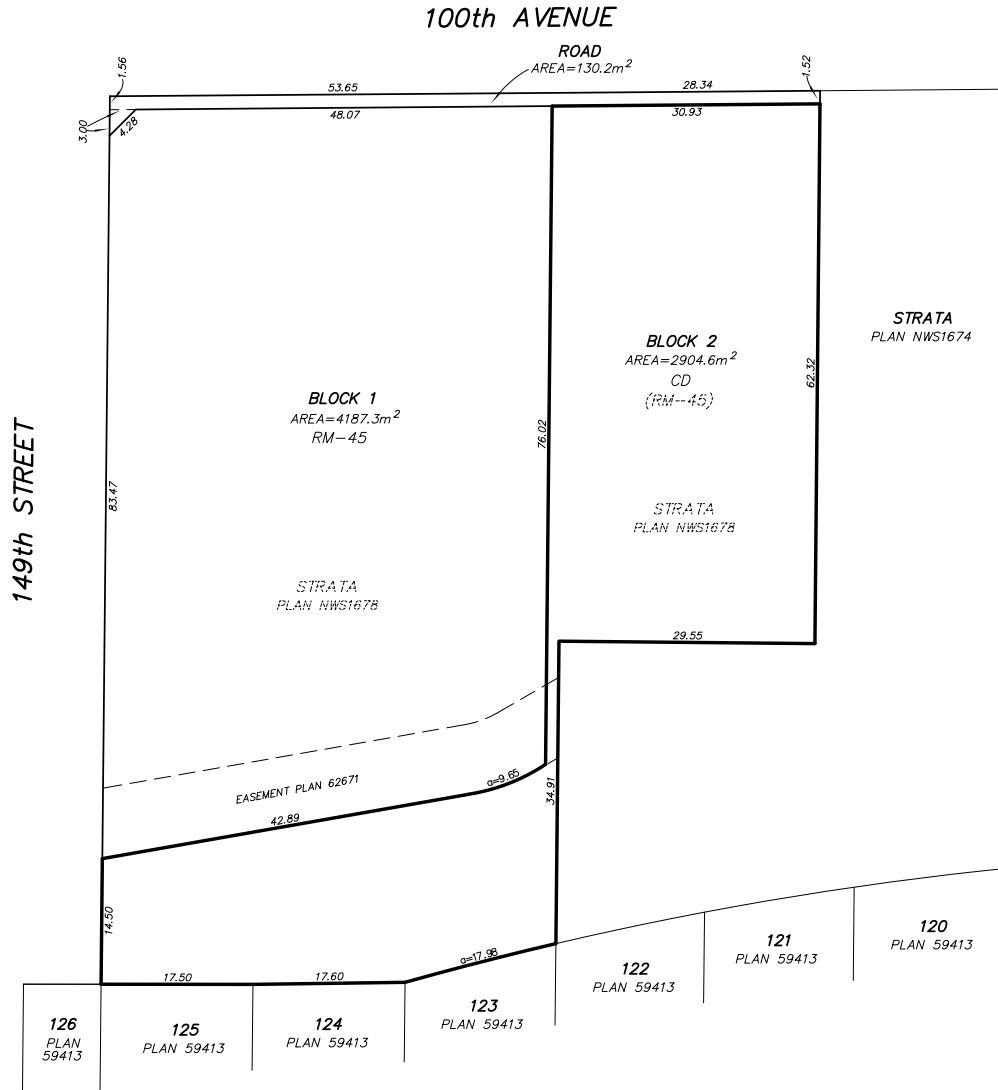 100th AVENUE
ROAD
AREA=130.2m²
1.56
53.65
28.34
1.52
3.00
4.28
48.07
30.93
STRATA
PLAN NWS1674
BLOCK 2
AREA=2904.6m²
CD
(RM-45)
62.32
BLOCK 1
AREA=4187.3m²
RM-45
76.02
149th STREET
83.47
STRATA
PLAN NWS1678
STRATA
PLAN NWS1678
29.55
EASEMENT PLAN 62671
a=9.65
34.91
42.89
14.50
17.50
17.60
a=17.98
126
PLAN
59413
125
PLAN 59413
124
PLAN 59413
123
PLAN 59413
122
PLAN 59413
121
PLAN 59413
120
PLAN 59413